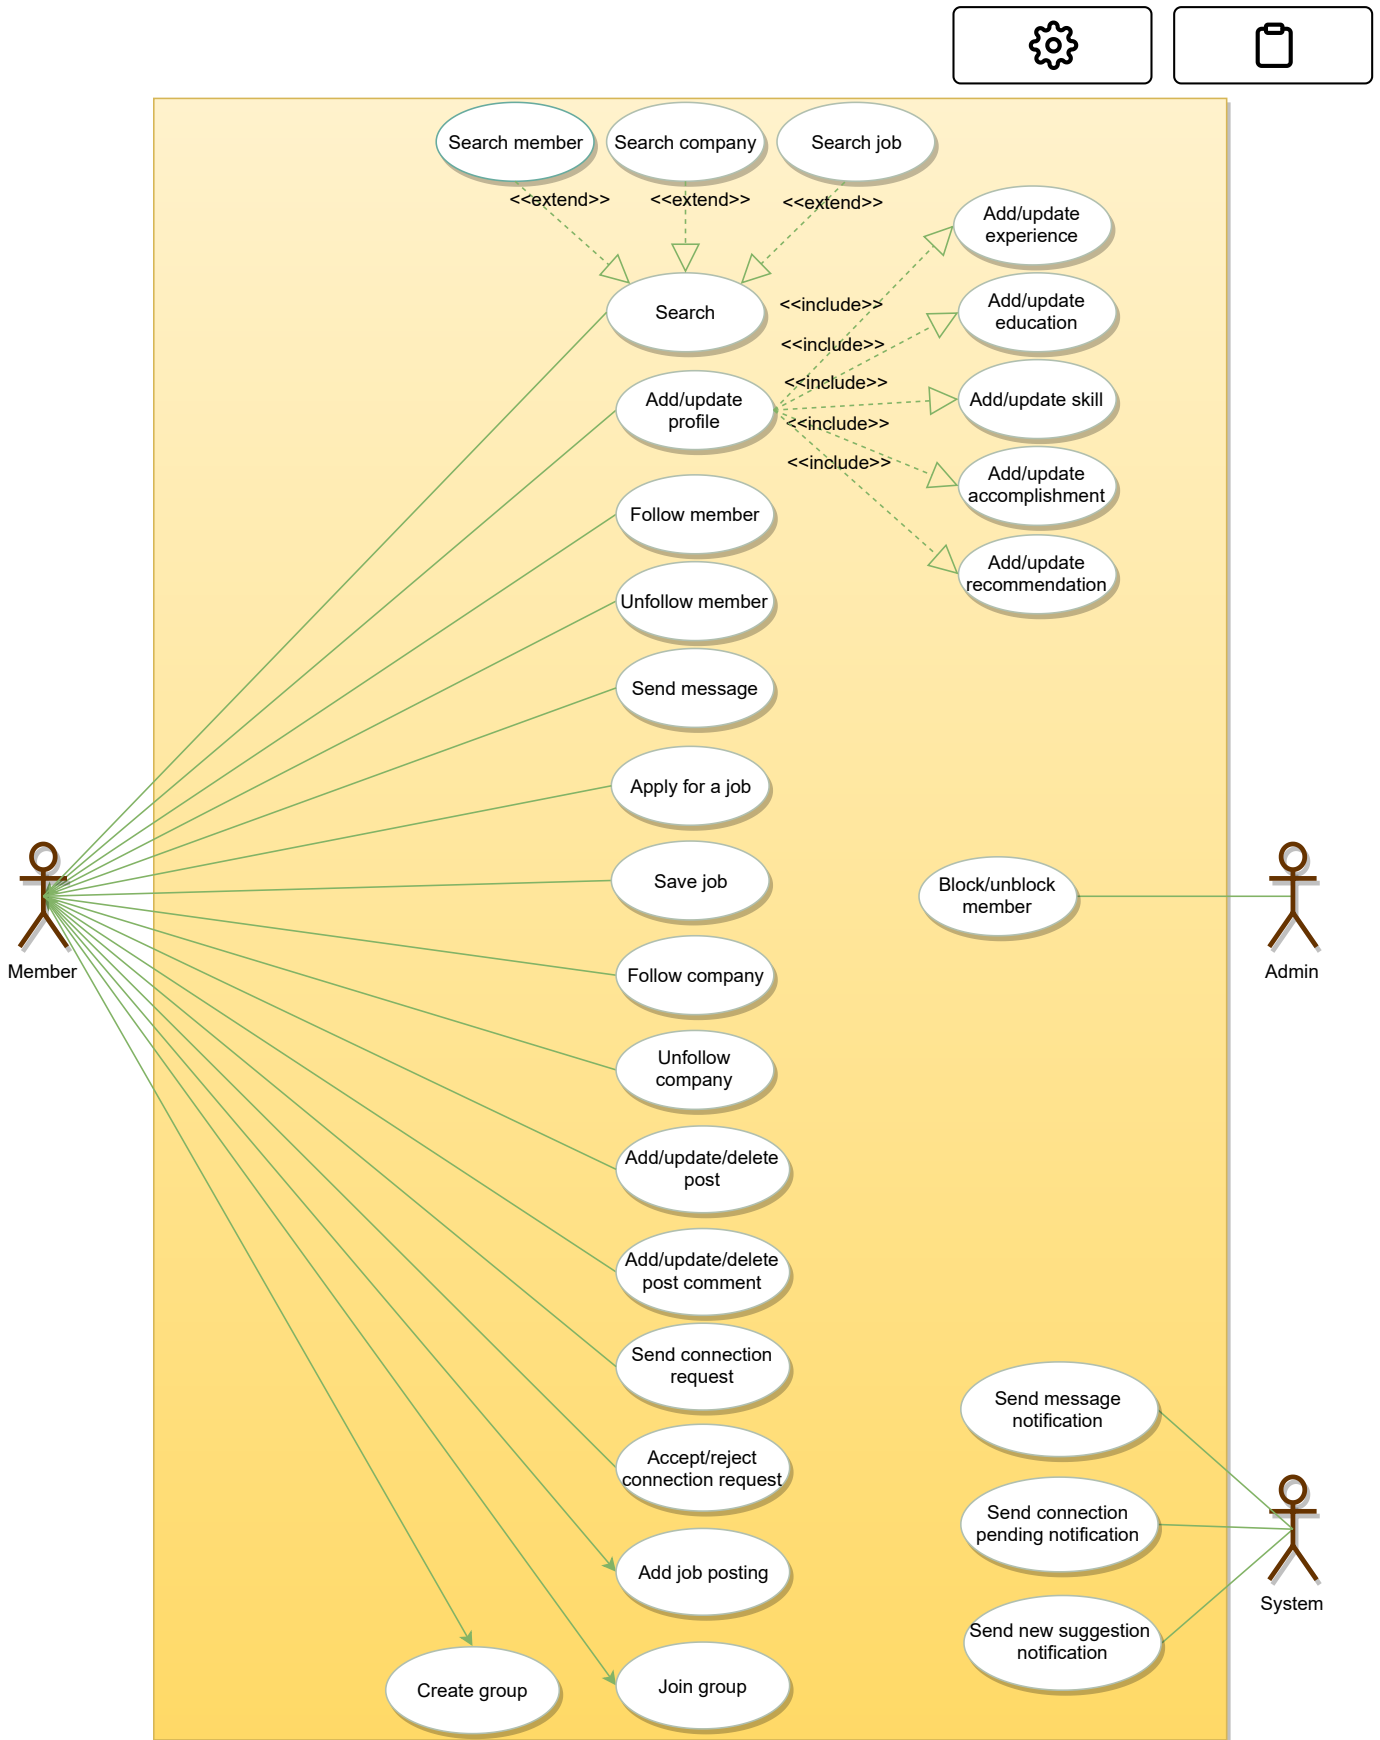 Search member
Search company
Search job
<<extend>>
<<extend>>
<<extend>>
Add/update
experience
Search
<<include>>
Add/update
education
<<include>>
Add/update
profile
<<include>>
Add/update skill
<<include>>
<<include>>
Add/update
accomplishment
Follow member
Add/update
recommendation
Unfollow member
Send message
Apply for a job
Save job
Block/unblock
member
Member
Admin
Follow company
Unfollow
company
Add/update/delete
post
Add/update/delete
post comment
Send connection
request
Send message
notification
Accept/reject
connection request
Send connection
pending notification
Add job posting
System
Send new suggestion
notification
Create group
Join group